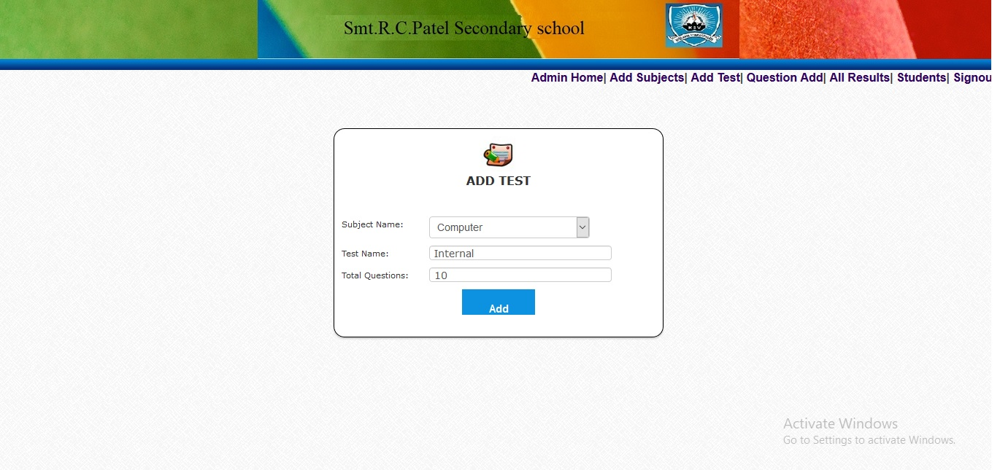 Smt.R.C.Patel Secondary school
Admin Home| Add Subjects| Add Test| Question Add| All Results| Students| Signou
ADD TEST
Subject Name: Computer
Test Name: Internal
Total Questions: 10
Add
Activate Windows
Go to Settings to activate Windows.